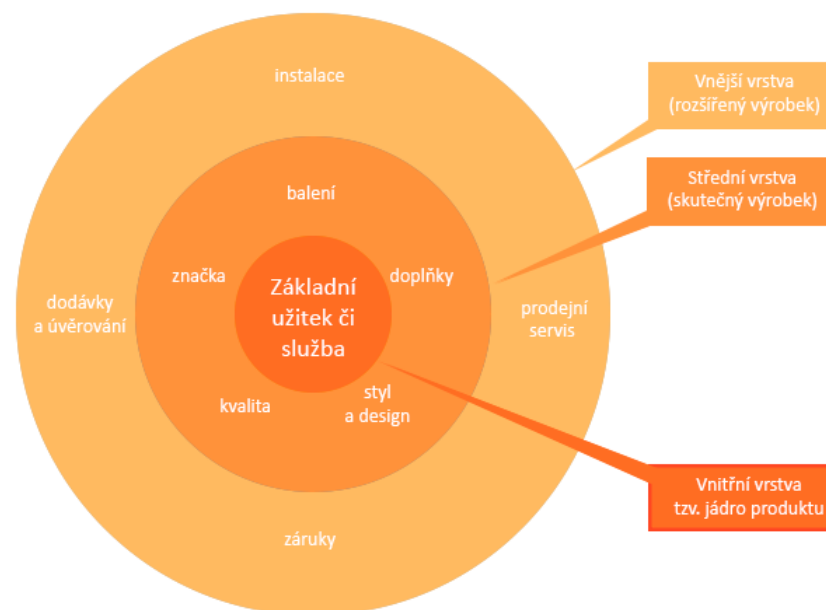 instalace
Vnější vrstva
(rozšířený výrobek)
balení
Střední vrstva
(skutečný výrobek)
značka
doplňky
Základní
užitek či
služba
dodávky
a úvěrování
prodejní
servis
kvalita
styl
a design
Vnitřní vrstva
tzv. jádro produktu
záruky